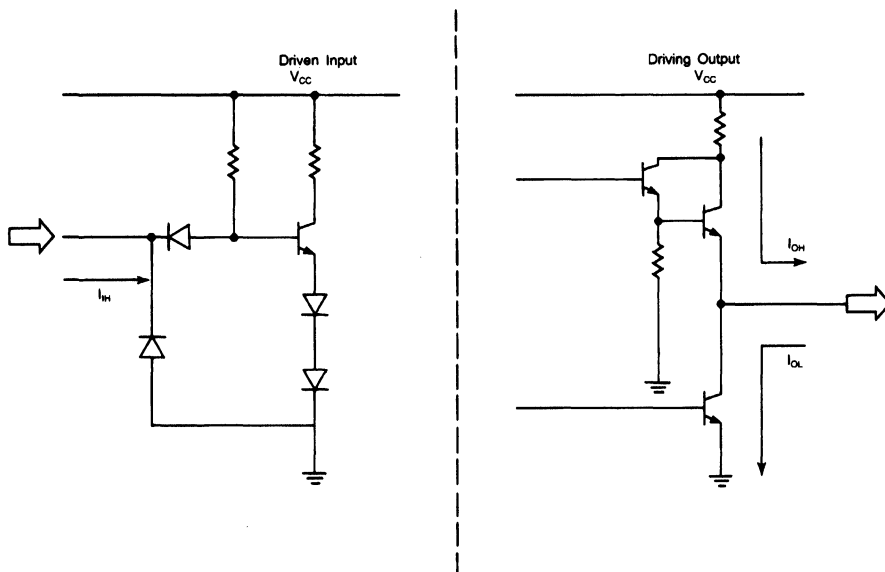 Driven Input
VCC
IIH
Driving Output
VCC
IOH
IOL